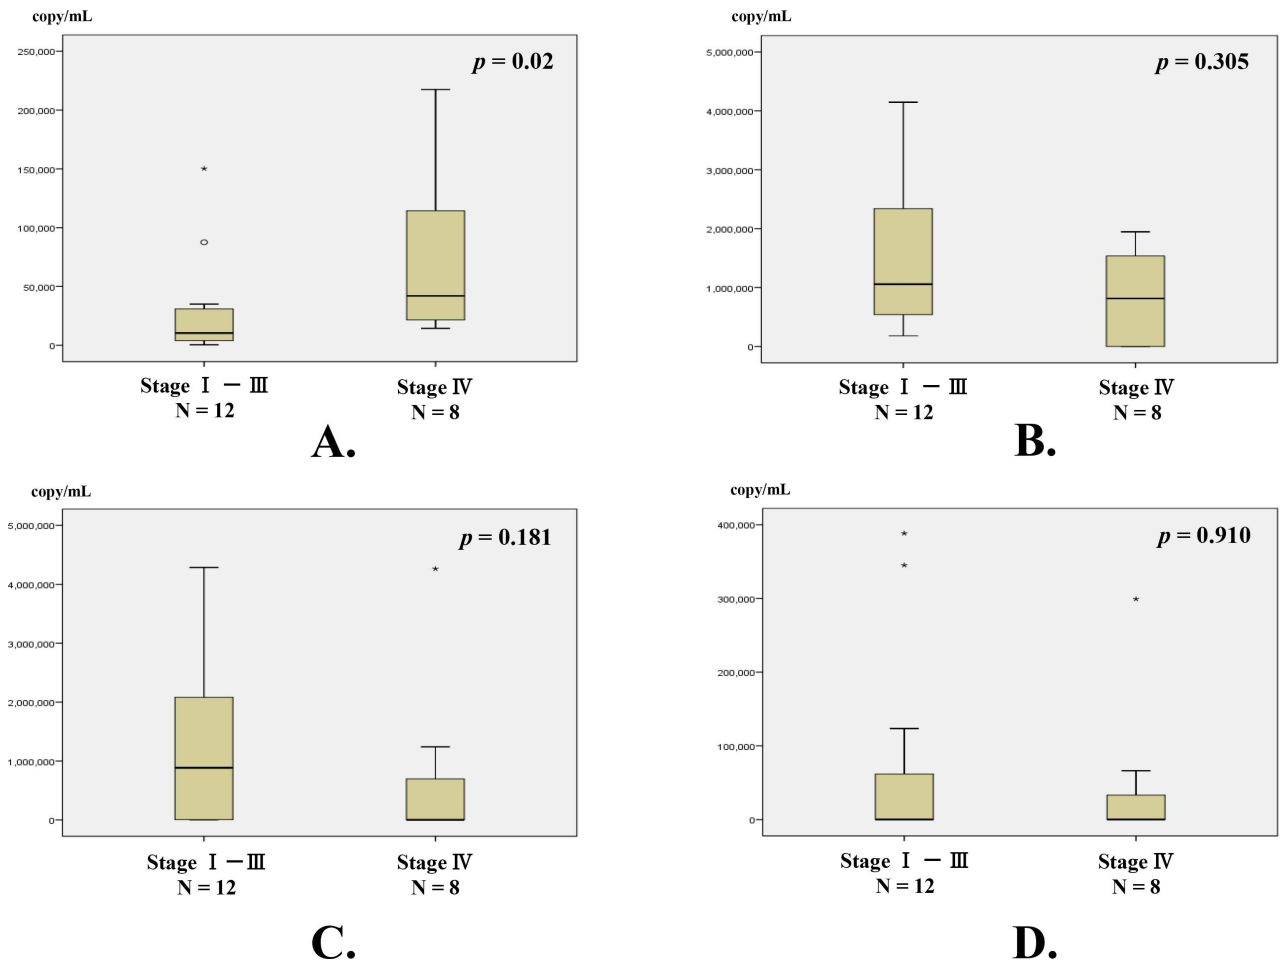 copy/mL
250,000
200,000
150,000
100,000
50,000
0
p = 0.02
Stage Ⅰ － Ⅲ
N = 12
Stage Ⅳ
N = 8
A.
copy/mL
5,000,000
4,000,000
3,000,000
2,000,000
1,000,000
0
p = 0.305
Stage Ⅰ － Ⅲ
N = 12
Stage Ⅳ
N = 8
B.
copy/mL
5,000,000
4,000,000
3,000,000
2,000,000
1,000,000
0
p = 0.181
Stage Ⅰ － Ⅲ
N = 12
Stage Ⅳ
N = 8
C.
copy/mL
400,000
300,000
200,000
100,000
0
p = 0.910
Stage Ⅰ － Ⅲ
N = 12
Stage Ⅳ
N = 8
D.